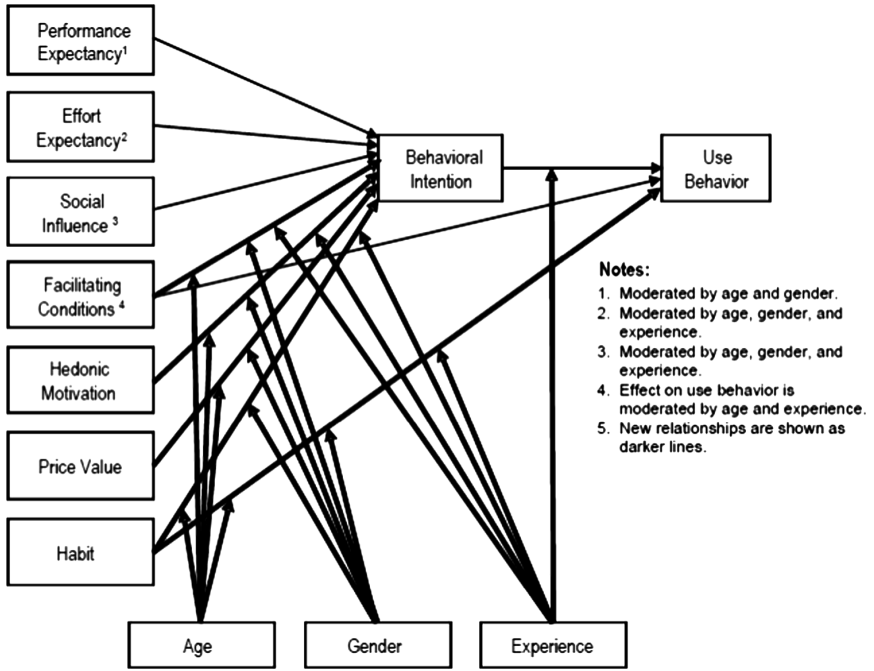 Performance
Expectancy¹
Effort
Expectancy²
Social
Influence ³
Facilitating
Conditions ⁴
Hedonic
Motivation
Price Value
Habit
Behavioral
Intention
Use
Behavior
Notes:
1. Moderated by age and gender.
2. Moderated by age, gender, and
experience.
3. Moderated by age, gender, and
experience.
4. Effect on use behavior is
moderated by age and experience.
5. New relationships are shown as
darker lines.
Age
Gender
Experience